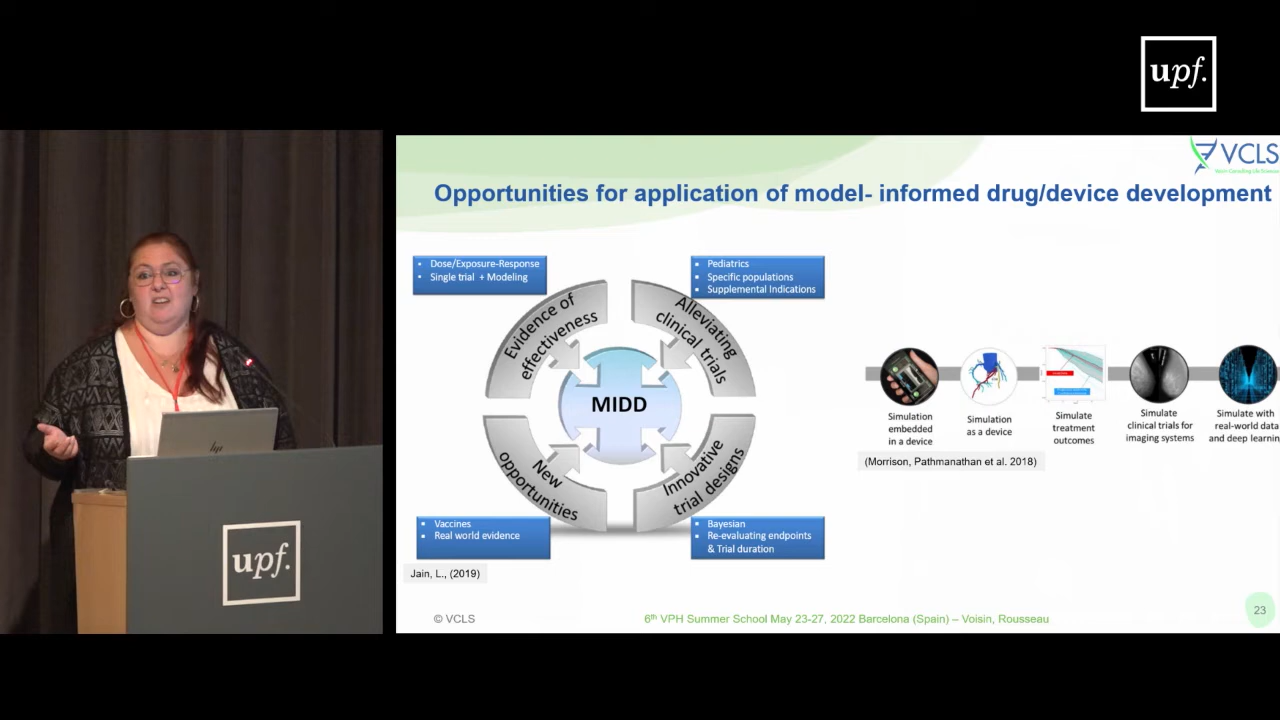 upf.
VCLS
Voisin Consulting Life Sciences
Opportunities for application of model- informed drug/device development
• Dose/Exposure-Response
• Single trial + Modeling
▪ Pediatrics
▪ Specific populations
▪ Supplemental Indications
Evidence of
effectiveness
Alleviating
clinical trials
MIDD
New
opportunities
Innovative
trial designs
▪ Vaccines
▪ Real world evidence
▪ Bayesian
▪ Re-evaluating endpoints
& Trial duration
Jain, L., (2019)
Simulation
embedded
in a device
Simulation
as a device
Simulate
treatment
outcomes
Simulate
clinical trials for
imaging systems
Simulate with
real-world data
and deep learnin
(Morrison, Pathmanathan et al. 2018)
© VCLS
6th VPH Summer School May 23-27, 2022 Barcelona (Spain) – Voisin, Rousseau
23
hp
upf.